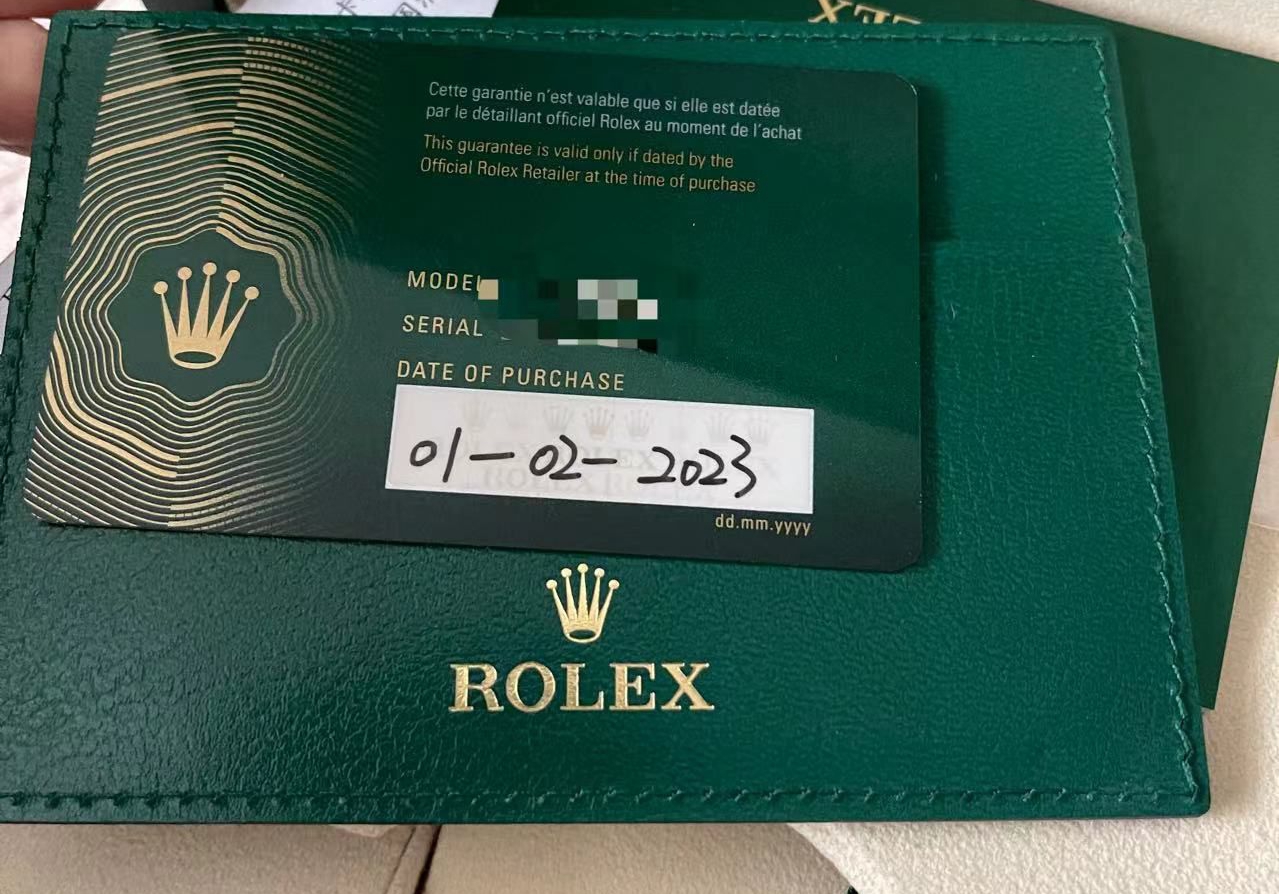 Cette garantie n'est valable que si elle est datée
par le détaillant officiel Rolex au moment de l'achat
This guarantee is valid only if dated by the
Official Rolex Retailer at the time of purchase
MODEL
SERIAL
DATE OF PURCHASE
01-02-2023
dd.mm.yyyy
ROLEX